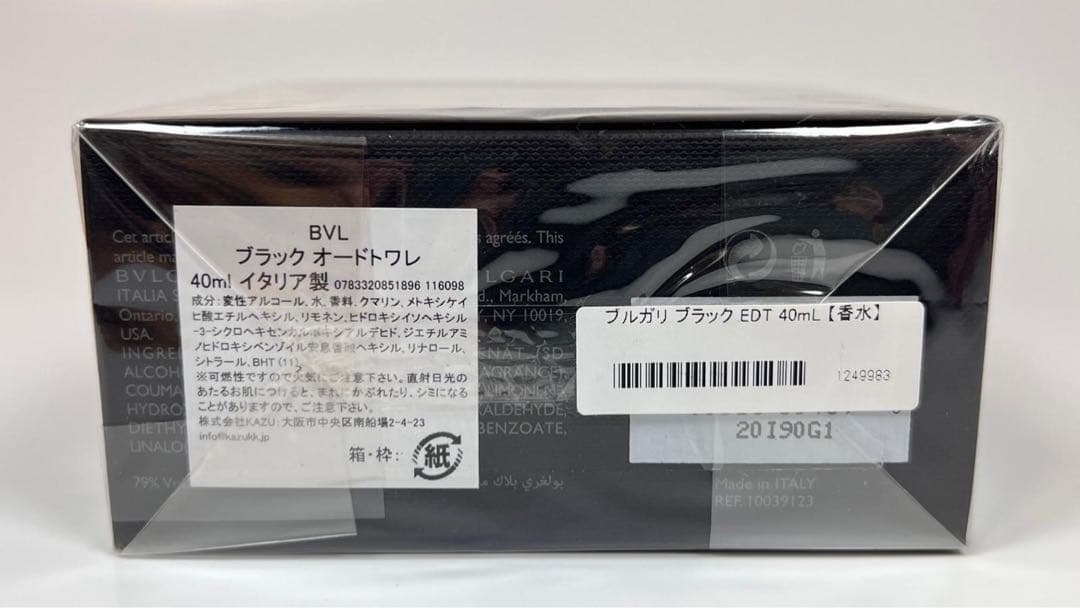 BVL
ブラック オードトワレ
40ml イタリア製 0783320851896 116098
成分:変性アルコール、水、香料、クマリン、メトキシケイ
ヒ酸エチルヘキシル、リモネン、ヒドロキシイソヘキシル
-3-シクロヘキセンカルボキシアルデヒド、ジエチルアミ
ノヒドロキシベンゾイル安息香酸ヘキシル、リナロール、
シトラール、BHT (11)
※可燃性ですので火気にご注意下さい。直射日光の
あたるお肌につけると、まれにかぶれたり、シミになる
ことがありますので、ご注意下さい。
株式会社KAZU:大阪市中央区南船場2-4-23
info@kazukk.jp
箱・枠:
紙
Cet artic
agréés. This
article ma
BVLG
LGARI
ITALIA S
d., Markham,
Ontario
Y, NY 10019,
USA.
INGRE
ENAT. (SD
ALCOH
FRAGRANCE)
COUMA
LIMONENE
HYDRO
XALDEHYDE,
DIETHY
BENZOATE,
LINALO
79% V
بولغري بلاك
ブルガリ ブラック EDT 40mL【香水】
1249983
20I90G1
Made in ITALY
REF. 10039123